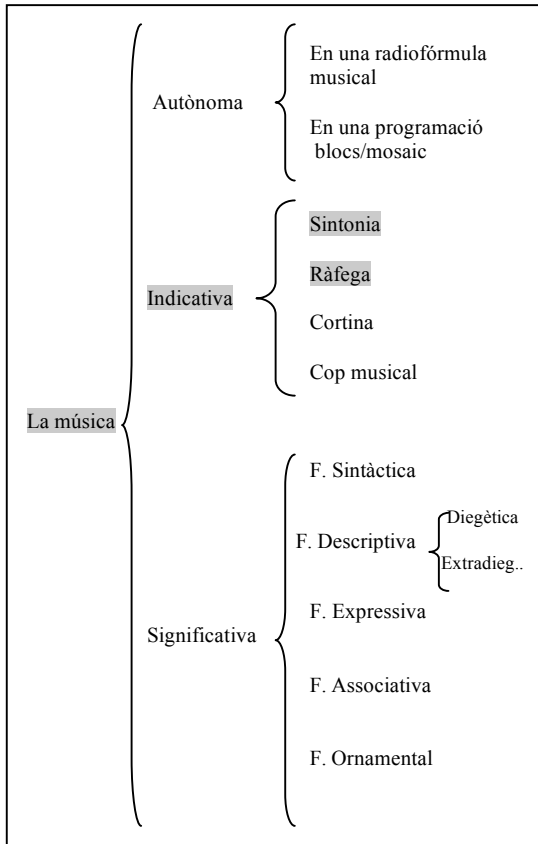 La música
Autònoma
En una radiofórmula
musical
En una programació
blocs/mosaic
Indicativa
Sintonia
Ràfega
Cortina
Cop musical
Significativa
F. Sintàctica
F. Descriptiva
Diegètica
Extradieg..
F. Expressiva
F. Associativa
F. Ornamental